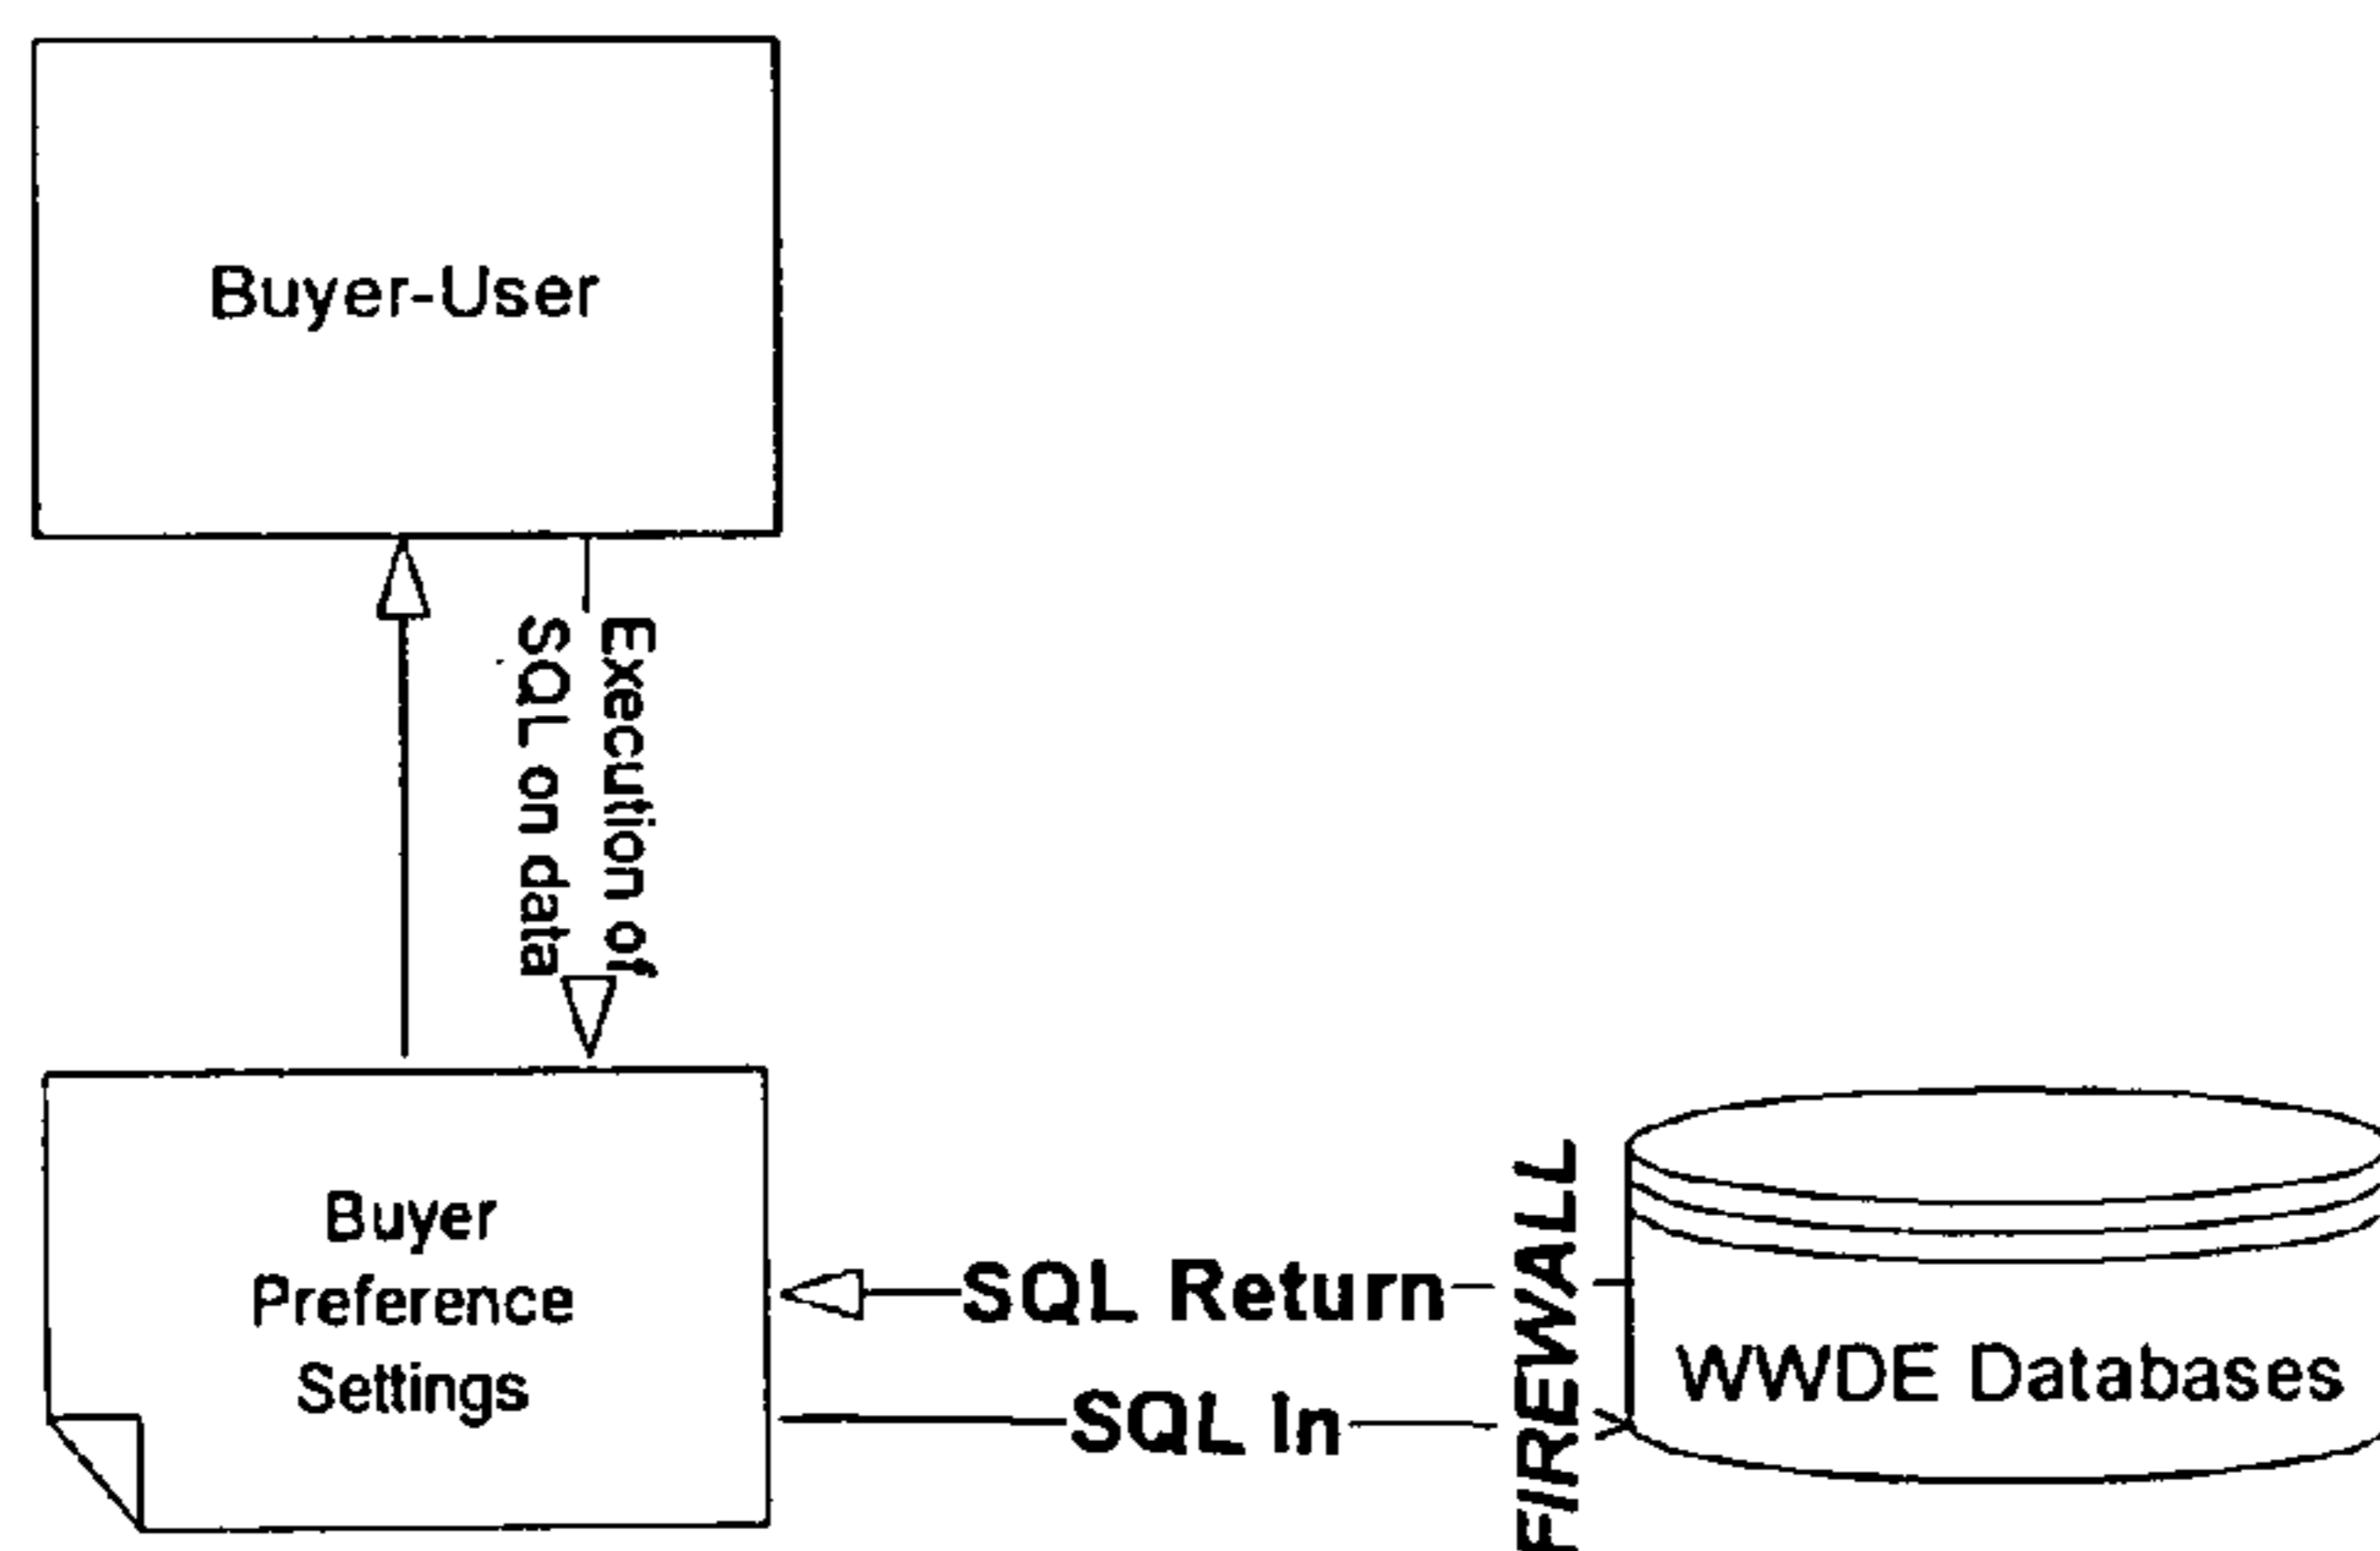 Buyer-User
Execution of
SQL on data
Buyer
Preference
Settings
SQL Return
SQL In
FIREWALL
WWDE Databases